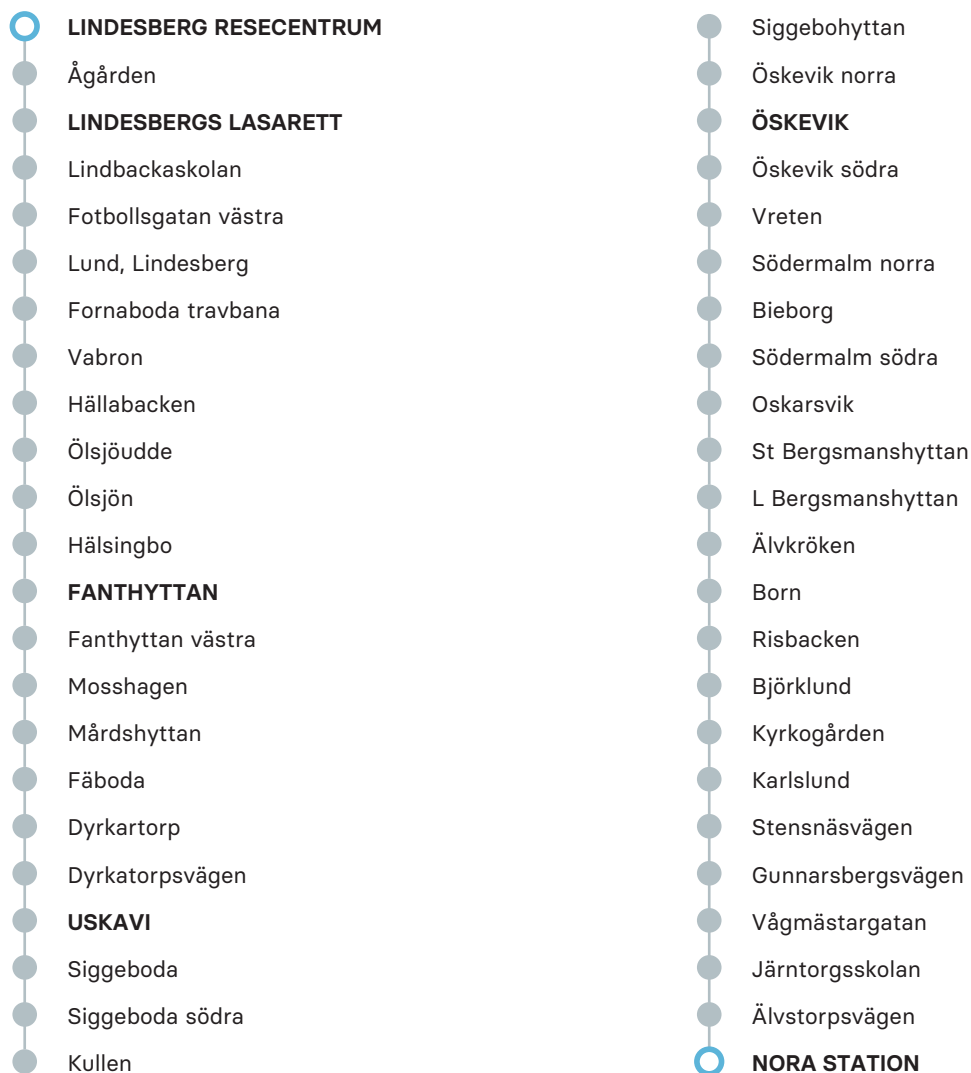 LINDESBERG RESECENTRUM
Ågården
LINDESBERGS LASARETT
Lindbackaskolan
Fotbollsgatan västra
Lund, Lindesberg
Fornaboda travbana
Vabron
Hällabacken
Ölsjöudde
Ölsjön
Hälsingbo
FANTHYTTAN
Fanthyttan västra
Mosshagen
Mårdshyttan
Fäboda
Dyrkartorp
Dyrkatorpsvägen
USKAVI
Siggeboda
Siggeboda södra
Kullen
Siggebohyttan
Öskevik norra
ÖSKEVIK
Öskevik södra
Vreten
Södermalm norra
Bieborg
Södermalm södra
Oskarsvik
St Bergsmanshyttan
L Bergsmanshyttan
Älvkröken
Born
Risbacken
Björklund
Kyrkogården
Karlslund
Stensnäsvägen
Gunnarsbergsvägen
Vågmästargatan
Järntorgsskolan
Älvstorpsvägen
NORA STATION